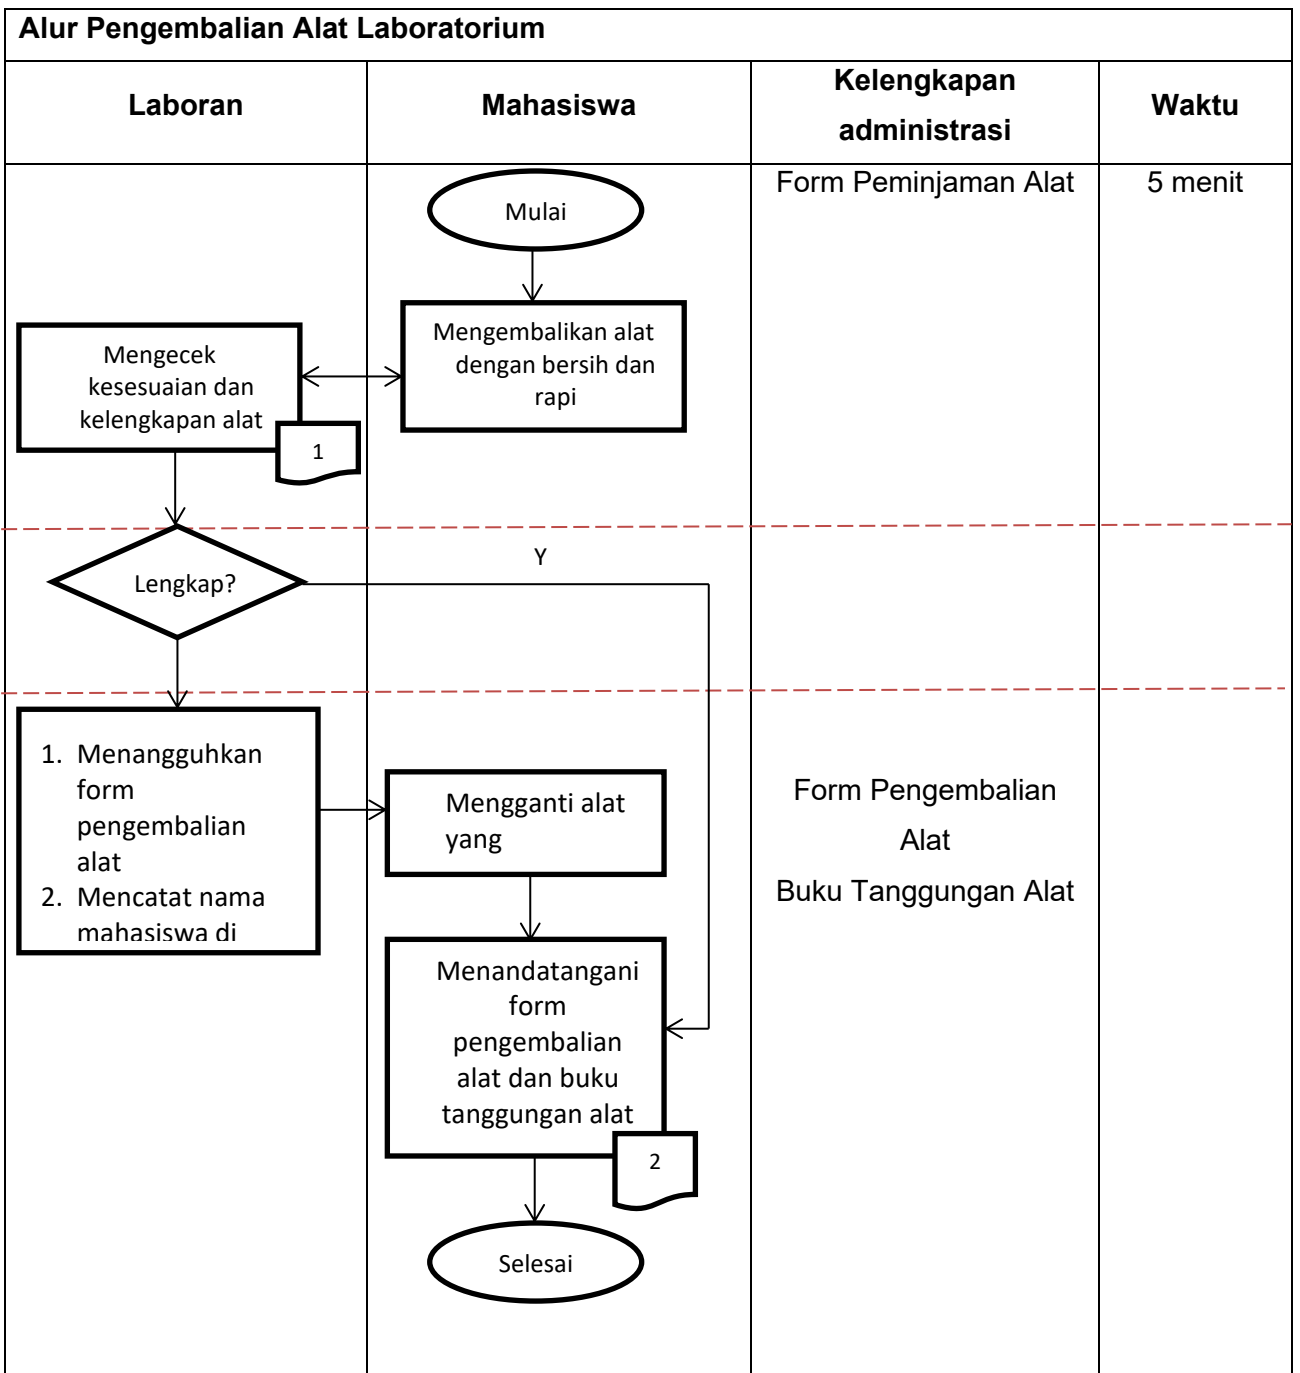 Alur Pengembalian Alat Laboratorium
Laboran
Mahasiswa
Kelengkapan
administrasi
Waktu
Mulai
Form Peminjaman Alat
5 menit
Mengembalikan alat
dengan bersih dan
rapi
Mengecek
kesesuaian dan
kelengkapan alat
1
Y
Lengkap?
1. Menangguhkan
form
pengembalian
alat
2. Mencatat nama
mahasiswa di
Mengganti alat
yang
Form Pengembalian
Alat
Buku Tanggungan Alat
Menandatangani
form
pengembalian
alat dan buku
tanggungan alat
2
Selesai